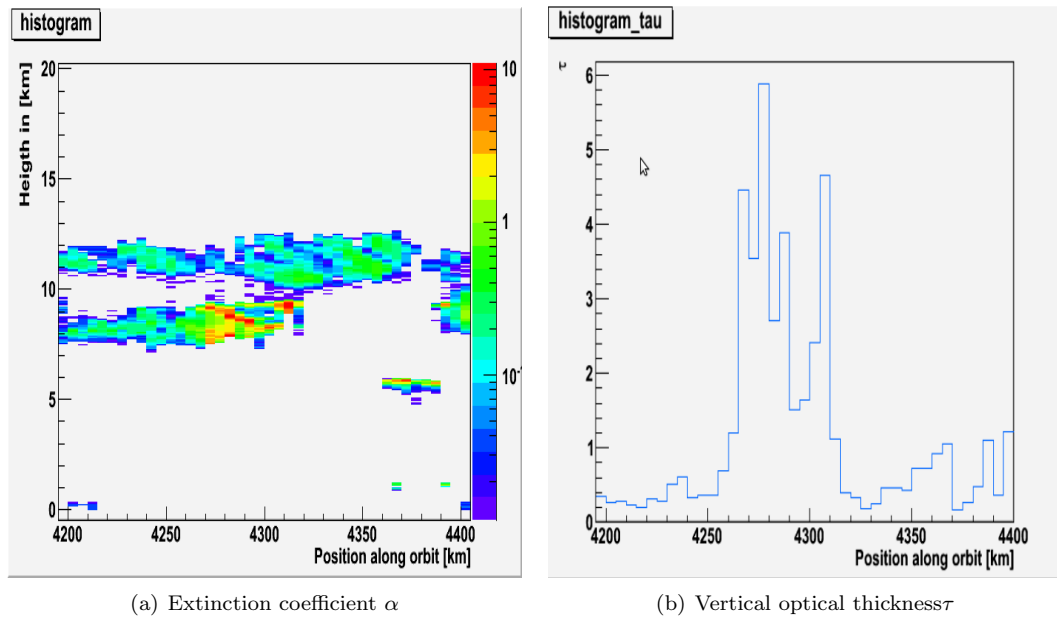 histogram
Heigth in [km]
20
15
10
5
0
4200 4250 4300 4350 4400
Position along orbit [km]
10
1
10⁻
histogram_tau
τ
6
5
4
3
2
1
0
4200 4250 4300 4350 4400
Position along orbit [km]
(a) Extinction coefficient α
(b) Vertical optical thicknessτ